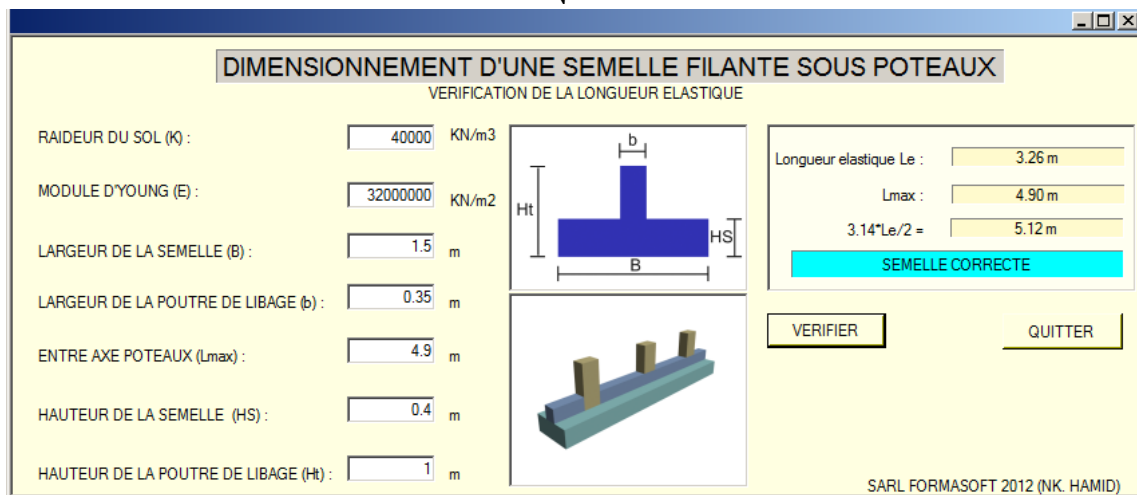 DIMENSIONNEMENT D'UNE SEMELLE FILANTE SOUS POTEAUX
VERIFICATION DE LA LONGUEUR ELASTIQUE
RAIDEUR DU SOL (K) : 40000 KN/m3
MODULE D'YOUNG (E) : 32000000 KN/m2
LARGEUR DE LA SEMELLE (B) : 1.5 m
LARGEUR DE LA POUTRE DE LIBAGE (b) : 0.35 m
ENTRE AXE POTEAUX (Lmax) : 4.9 m
HAUTEUR DE LA SEMELLE (HS) : 0.4 m
HAUTEUR DE LA POUTRE DE LIBAGE (Ht) : 1 m
b
Ht
HS
B
Longueur elastique Le : 3.26 m
Lmax : 4.90 m
3.14*Le/2 = 5.12 m
SEMELLE CORRECTE
VERIFIER QUITTER
SARL FORMASOFT 2012 (NK. HAMID)